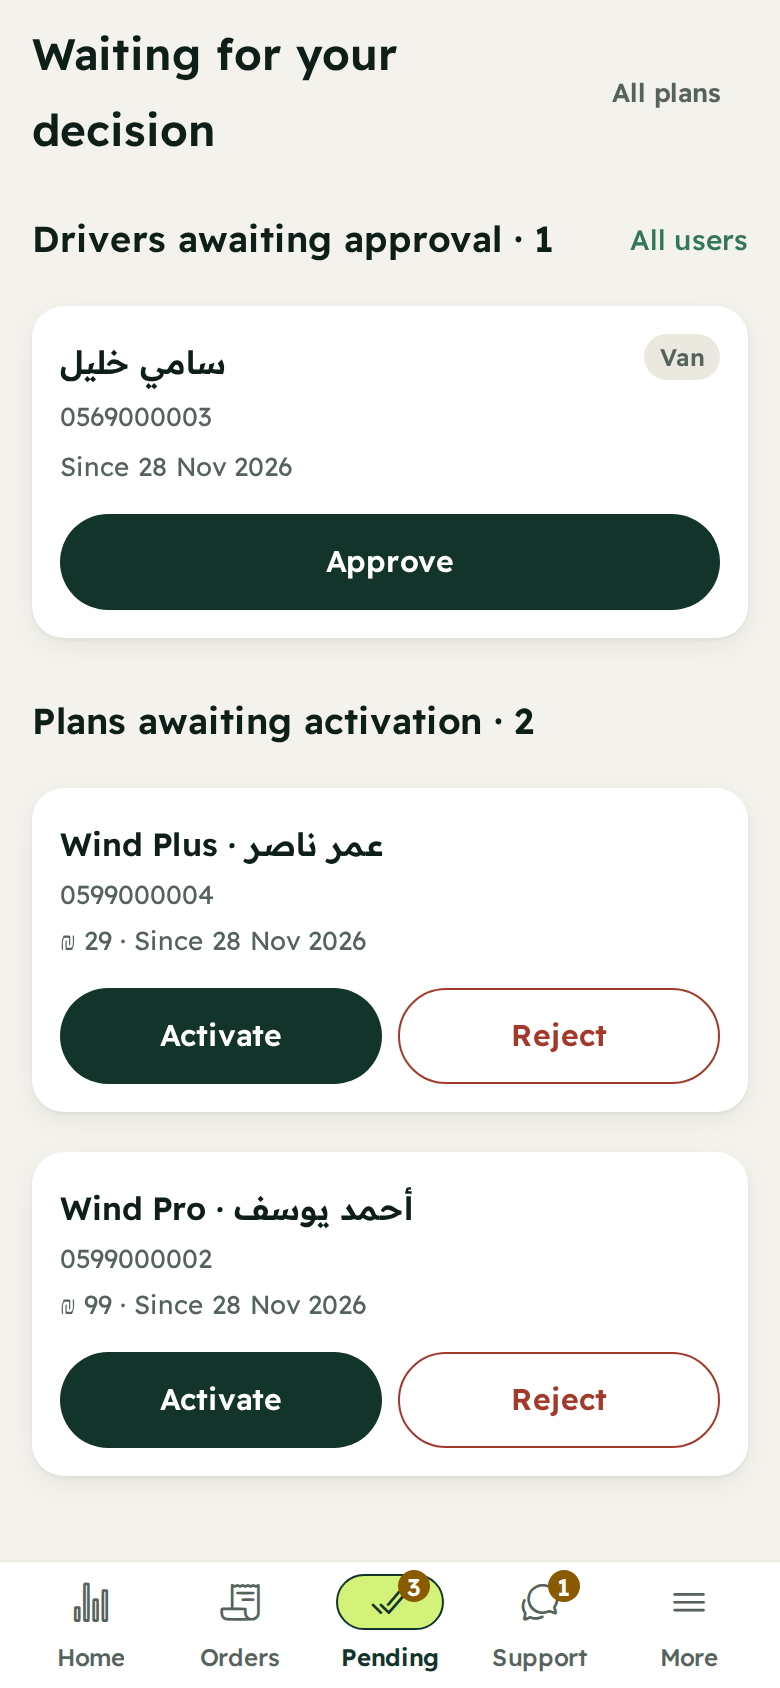 Waiting for your
decision
All plans
Drivers awaiting approval · 1
All users
سامي خليل
Van
0569000003
Since 28 Nov 2026
Approve
Plans awaiting activation · 2
Wind Plus · عمر ناصر
0599000004
₪ 29 · Since 28 Nov 2026
Activate
Reject
Wind Pro · أحمد يوسف
0599000002
₪ 99 · Since 28 Nov 2026
Activate
Reject
3
1
Home
Orders
Pending
Support
More